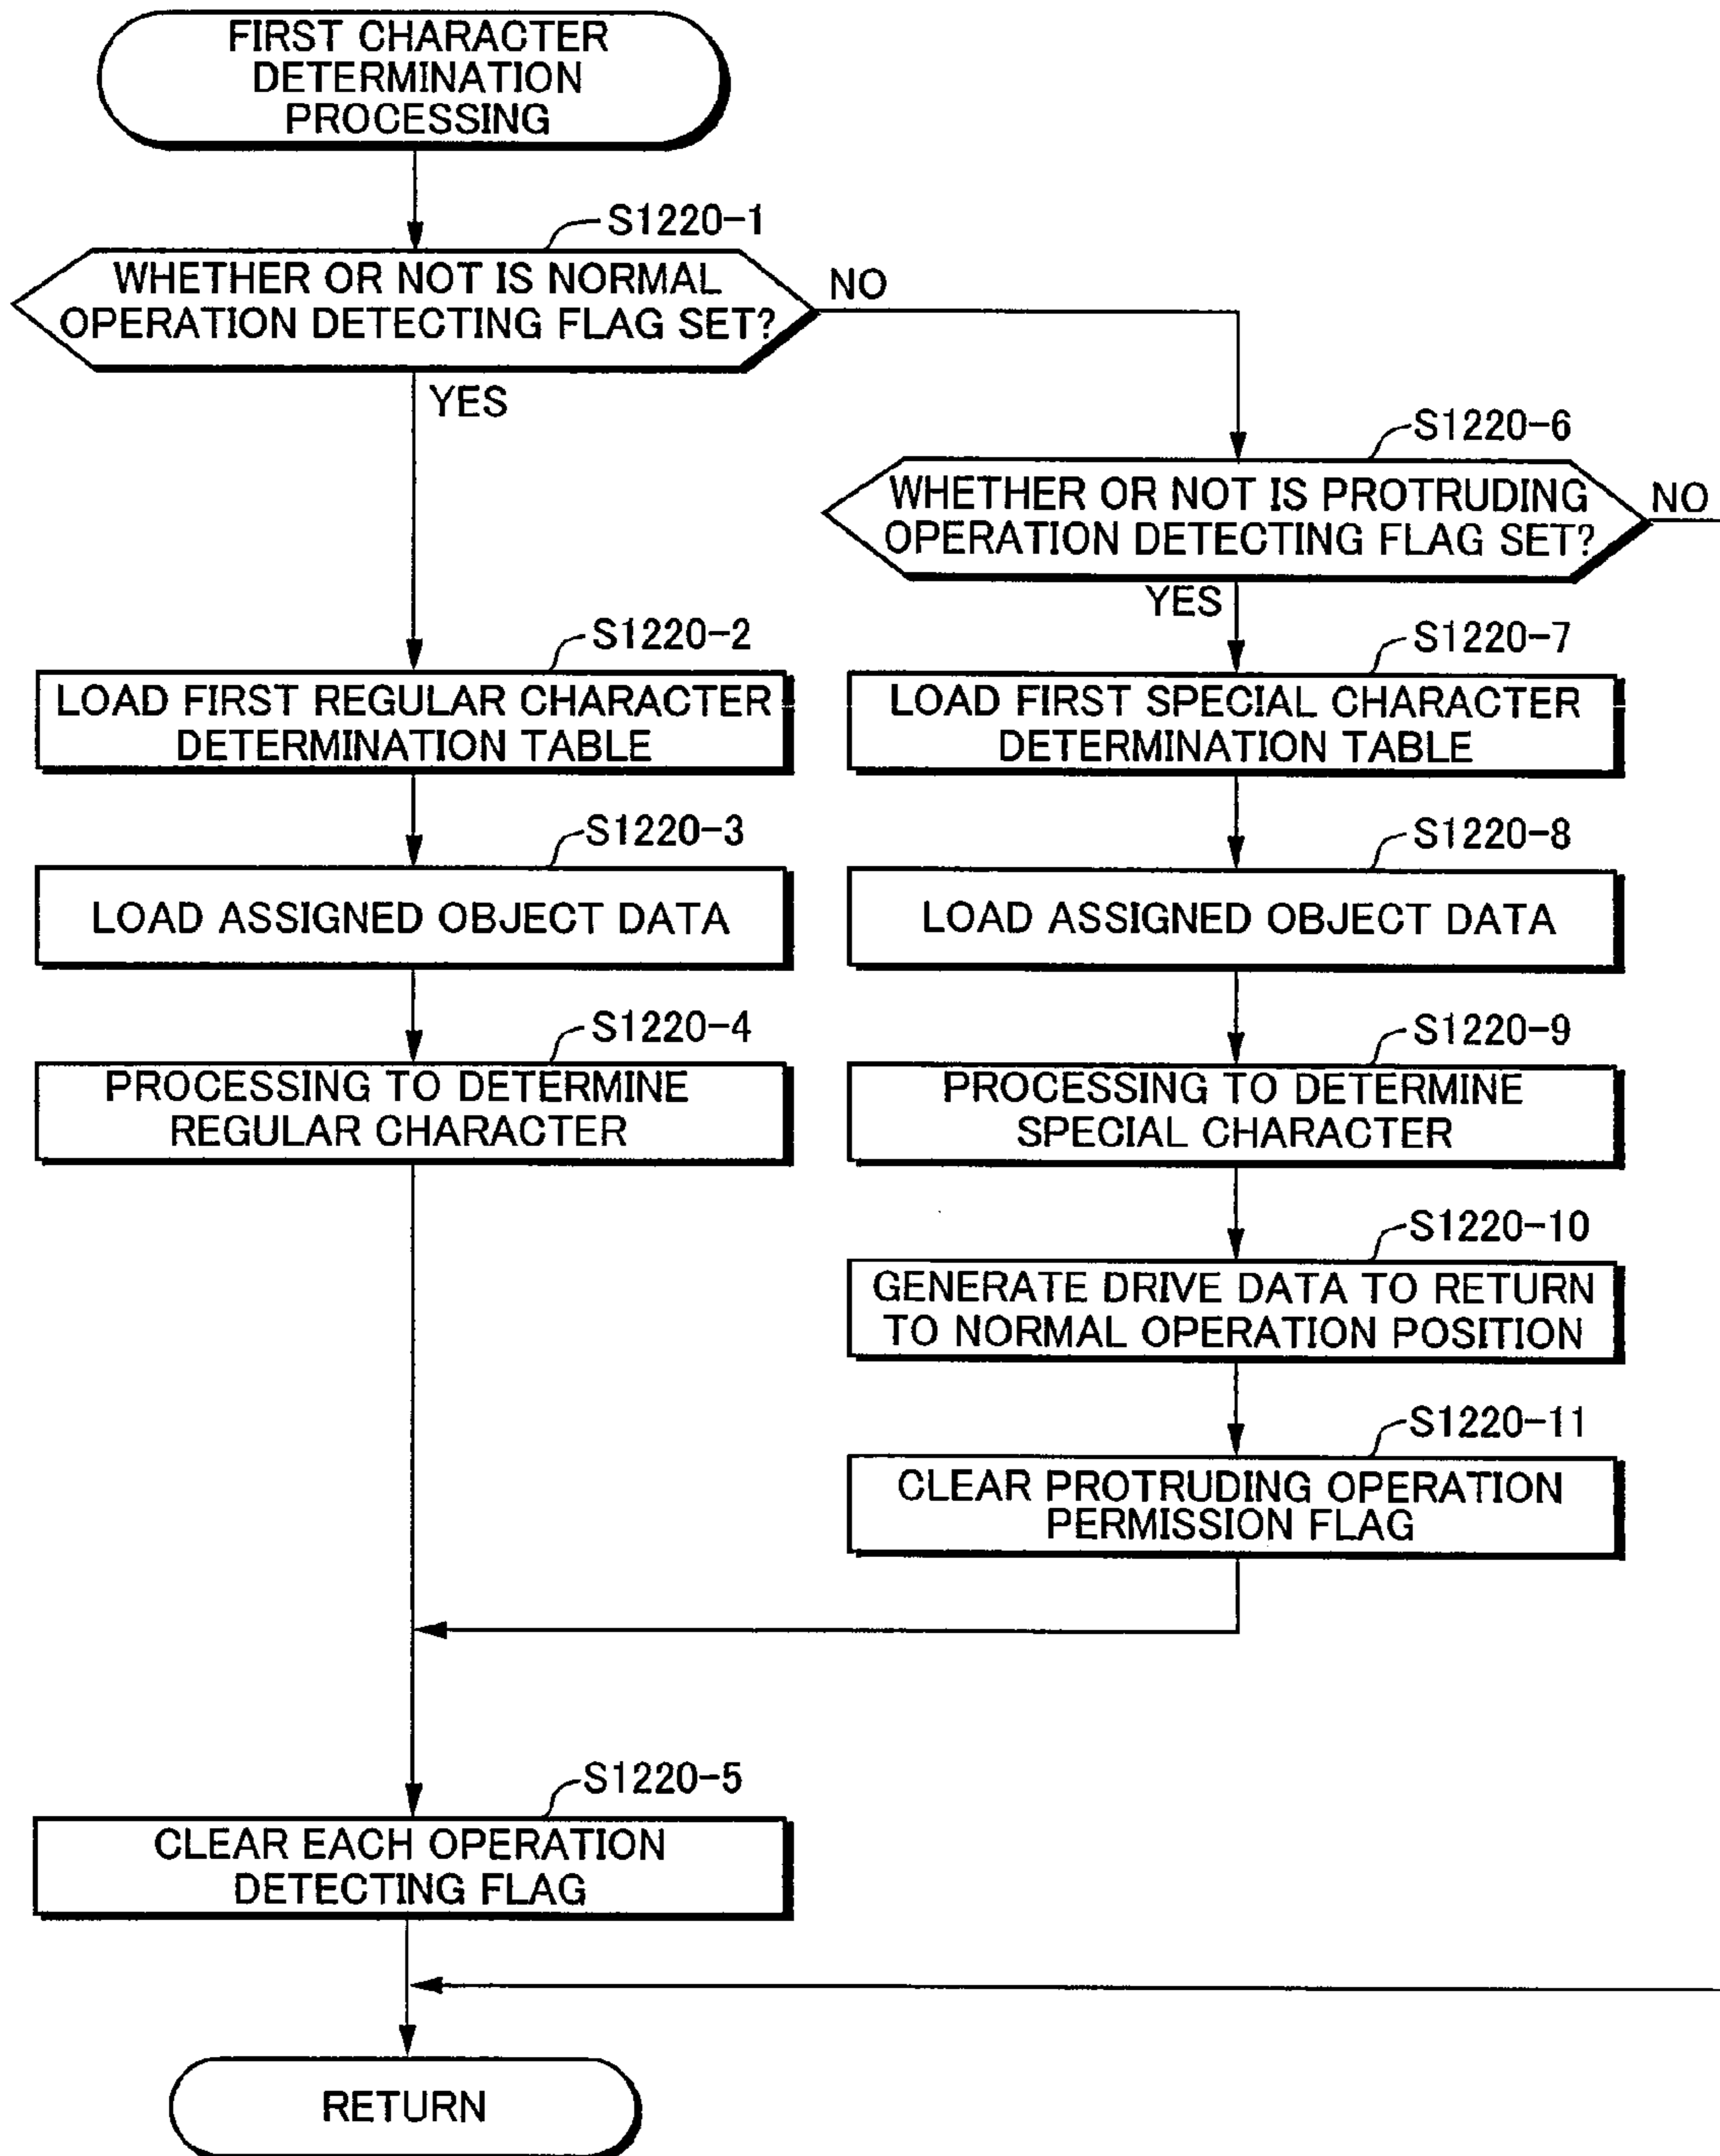 FIRST CHARACTER
DETERMINATION
PROCESSING
S1220-1
WHETHER OR NOT IS NORMAL
OPERATION DETECTING FLAG SET?
NO
YES
S1220-6
WHETHER OR NOT IS PROTRUDING
OPERATION DETECTING FLAG SET?
NO
YES
S1220-2
LOAD FIRST REGULAR CHARACTER
DETERMINATION TABLE
S1220-7
LOAD FIRST SPECIAL CHARACTER
DETERMINATION TABLE
S1220-3
LOAD ASSIGNED OBJECT DATA
S1220-8
LOAD ASSIGNED OBJECT DATA
S1220-4
PROCESSING TO DETERMINE
REGULAR CHARACTER
S1220-9
PROCESSING TO DETERMINE
SPECIAL CHARACTER
S1220-10
GENERATE DRIVE DATA TO RETURN
TO NORMAL OPERATION POSITION
S1220-11
CLEAR PROTRUDING OPERATION
PERMISSION FLAG
S1220-5
CLEAR EACH OPERATION
DETECTING FLAG
RETURN